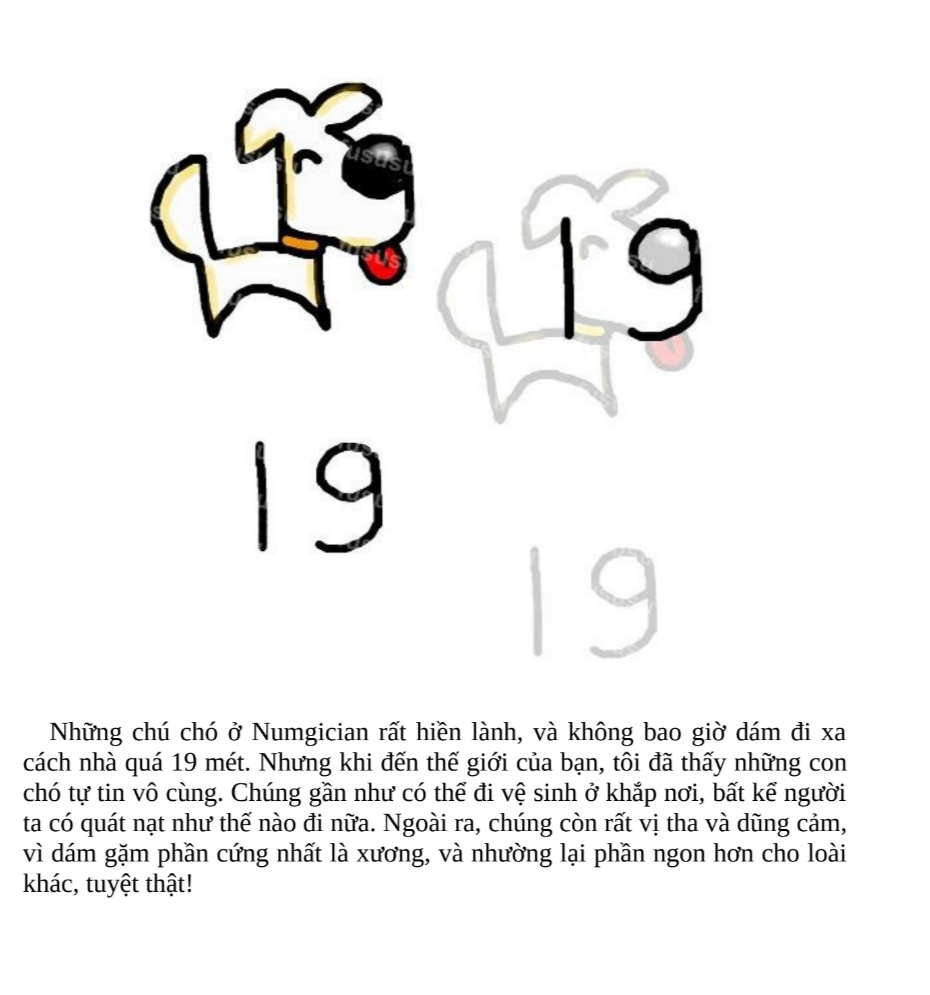 19
19
19
Những chú chó ở Numgician rất hiền lành, và không bao giờ dám đi xa
cách nhà quá 19 mét. Nhưng khi đến thế giới của bạn, tôi đã thấy những con
chó tự tin vô cùng. Chúng gần như có thể đi vệ sinh ở khắp nơi, bất kể người
ta có quát nạt như thế nào đi nữa. Ngoài ra, chúng còn rất vị tha và dũng cảm,
vì dám gặm phần cứng nhất là xương, và nhường lại phần ngon hơn cho loài
khác, tuyệt thật!